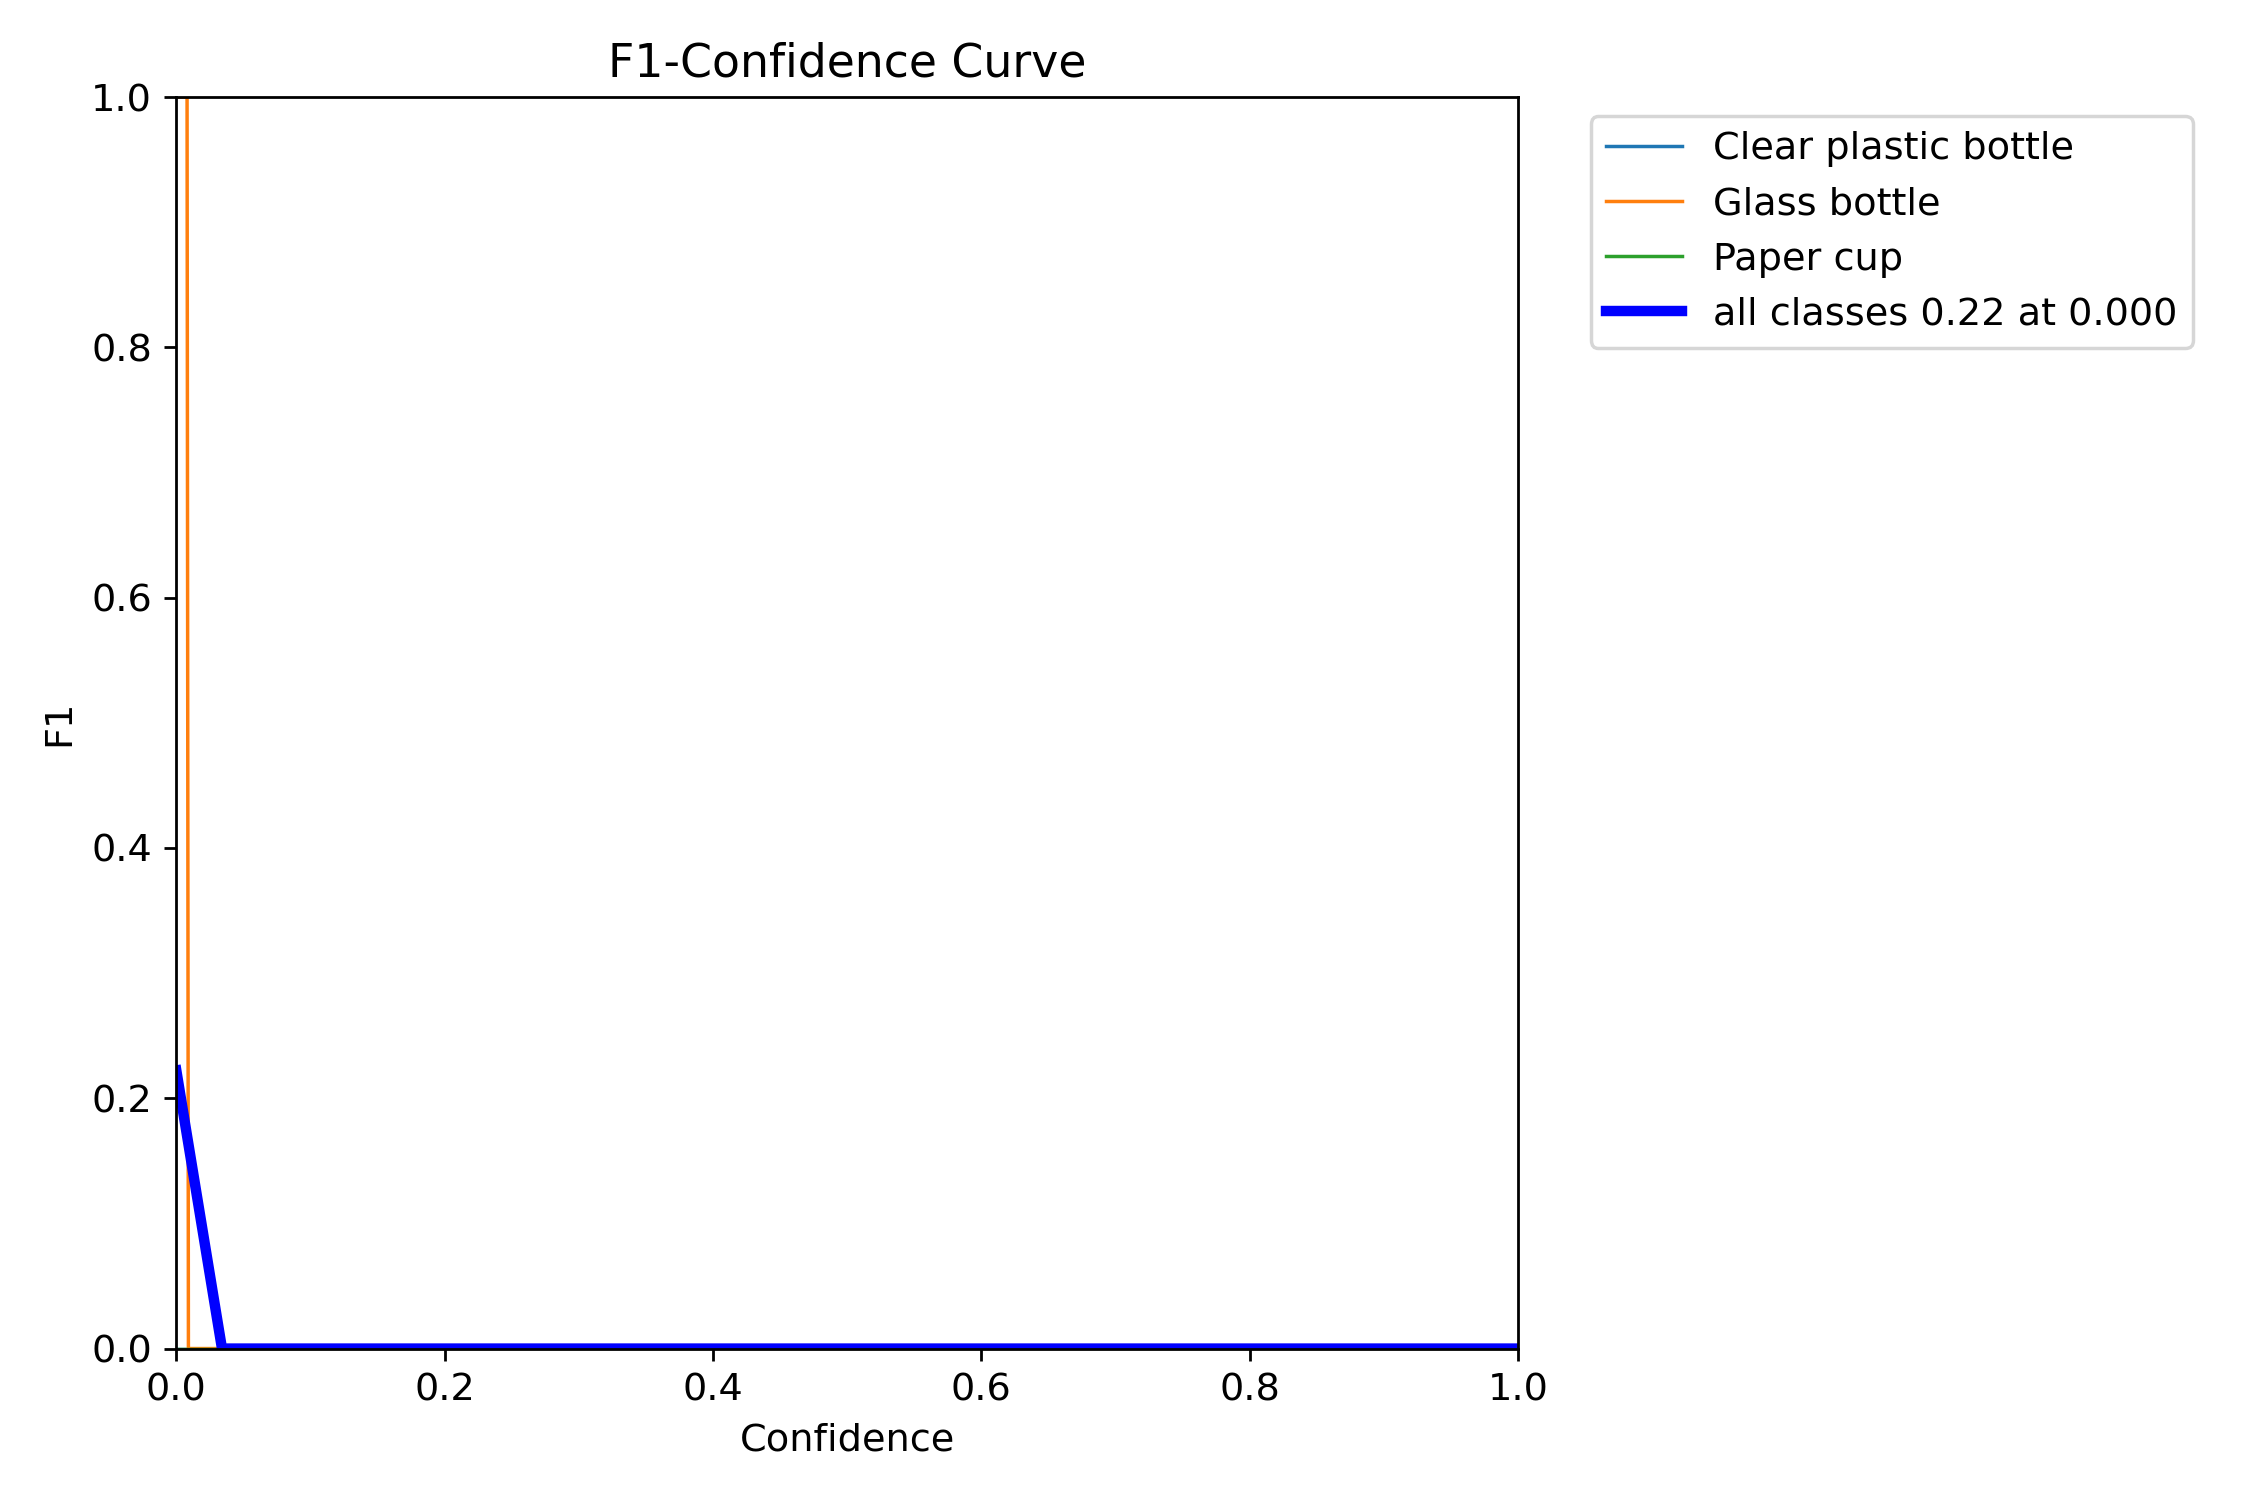 F1-Confidence Curve
1.0
0.8
0.6
0.4
0.2
0.0
F1
0.0 0.2 0.4 0.6 0.8 1.0
Confidence
Clear plastic bottle
Glass bottle
Paper cup
all classes 0.22 at 0.000